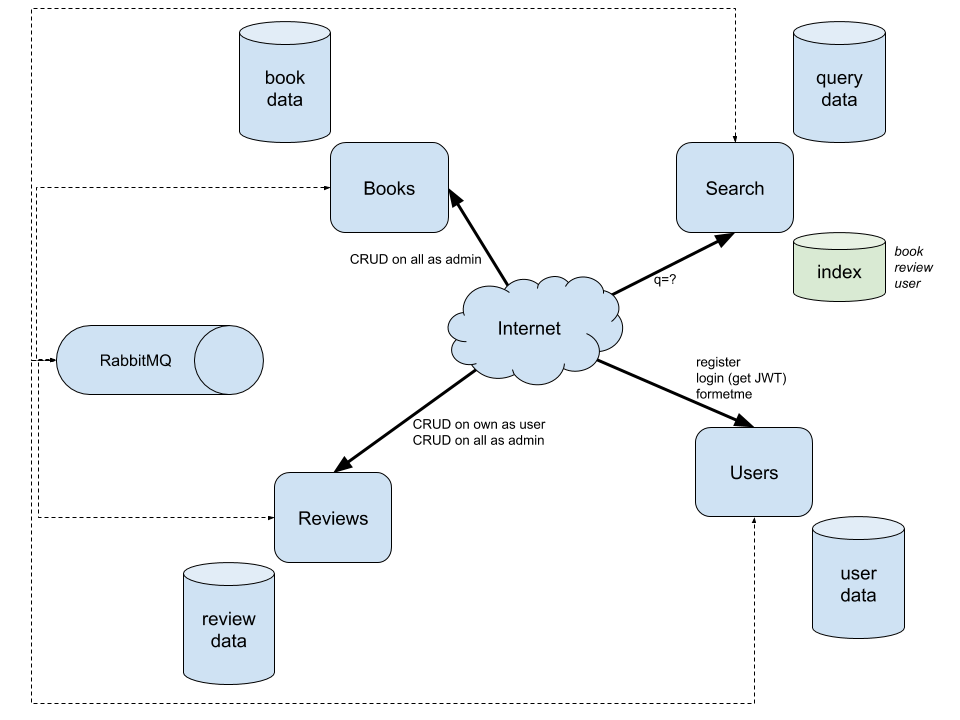 book
data
query
data
Books
Search
CRUD on all as admin
q=?
index
book
review
user
Internet
RabbitMQ
register
login (get JWT)
formetme
CRUD on own as user
CRUD on all as admin
Users
Reviews
user
data
review
data